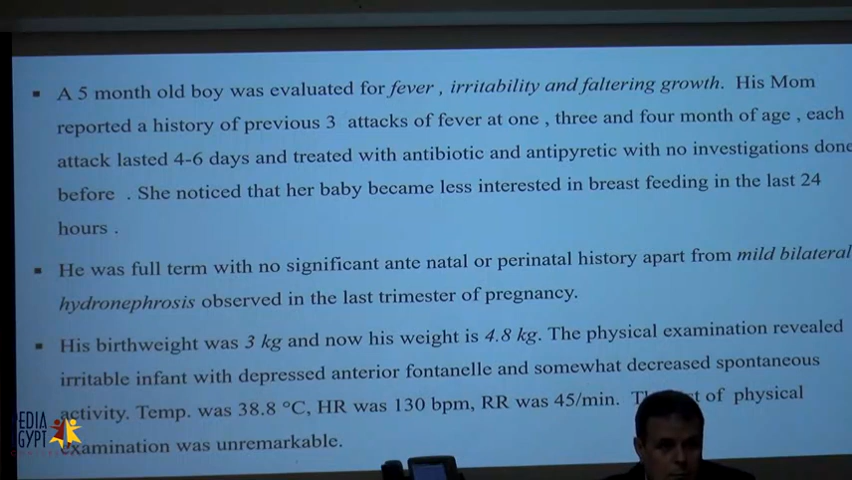 ▪ A 5 month old boy was evaluated for fever , irritability and faltering growth. His Mom
reported a history of previous 3 attacks of fever at one , three and four month of age , each
attack lasted 4-6 days and treated with antibiotic and antipyretic with no investigations done
before . She noticed that her baby became less interested in breast feeding in the last 24
hours .
▪ He was full term with no significant ante natal or perinatal history apart from mild bilateral
hydronephrosis observed in the last trimester of pregnancy.
▪ His birthweight was 3 kg and now his weight is 4.8 kg. The physical examination revealed
irritable infant with depressed anterior fontanelle and somewhat decreased spontaneous
activity. Temp. was 38.8 °C, HR was 130 bpm, RR was 45/min. of physical
examination was unremarkable.
PEDIA
EGYPT